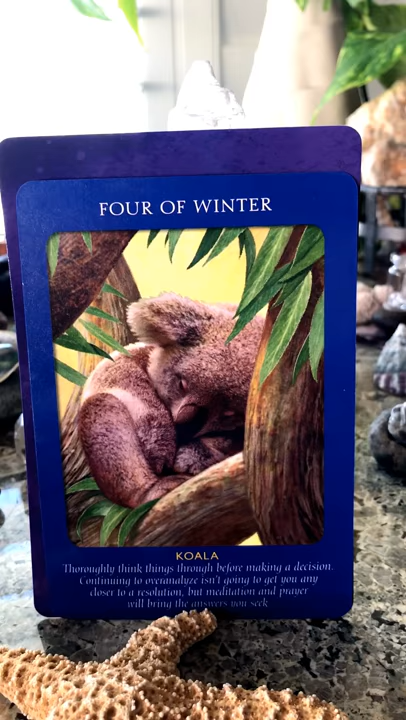 FOUR OF WINTER
KOALA
Thoroughly think things through before making a decision.
Continuing to overanalyze isn't going to get you any
closer to a resolution, but meditation and prayer
will bring the answers you seek